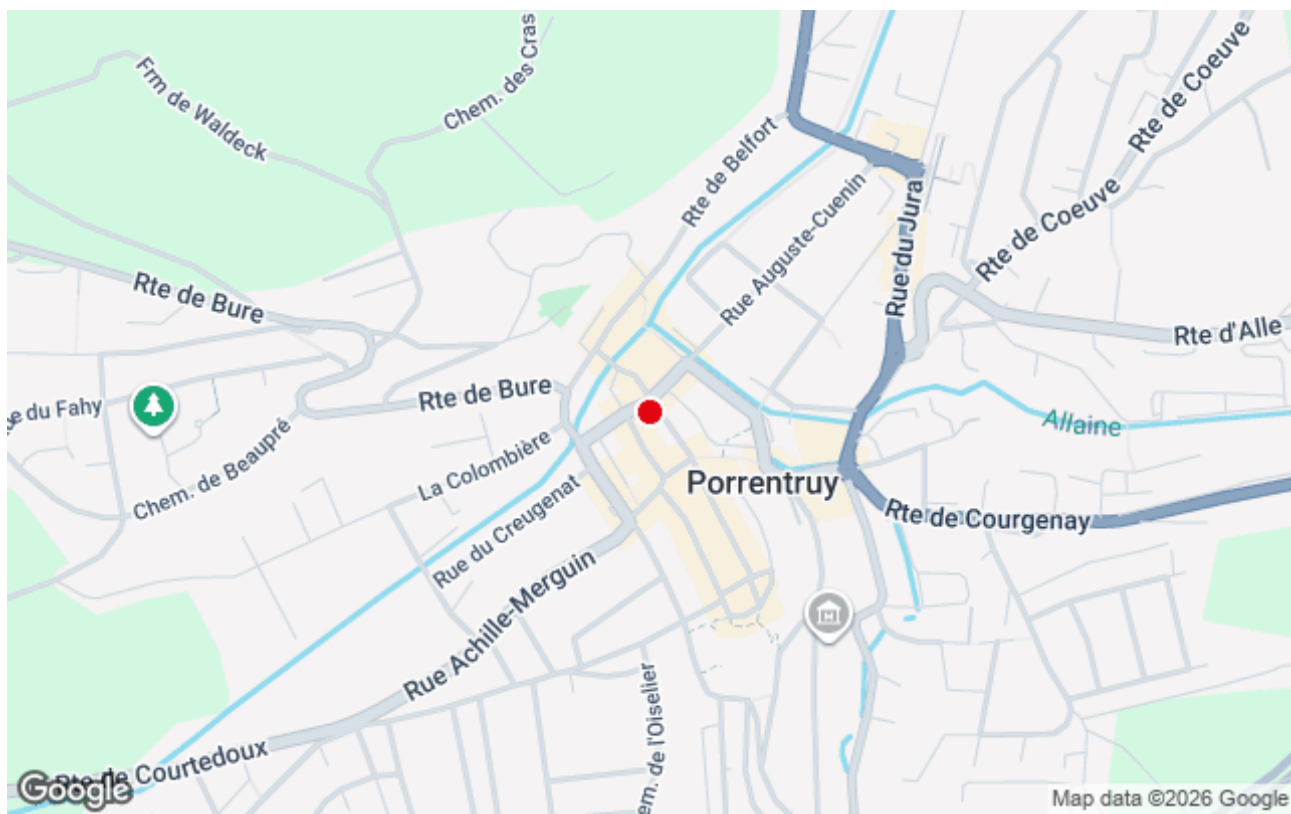 Frm de Waldeck
Chem. des Cras
Rte de Belfort
Rte de Coeuve
Rue Auguste-Cuenin
Rue du Jura
Rte de Coeuve
Rte de Bure
Rte d'Alle
Rte de Bure
du Fahy
Chem. de Beaupré
La Colombière
Allaine
Porrentruy
Rue du Creugenat
Rte de Courgenay
Rue Achille-Merguin
de l'Oiselier
Rte de Courtedoux
Google
Map data ©2026 Google